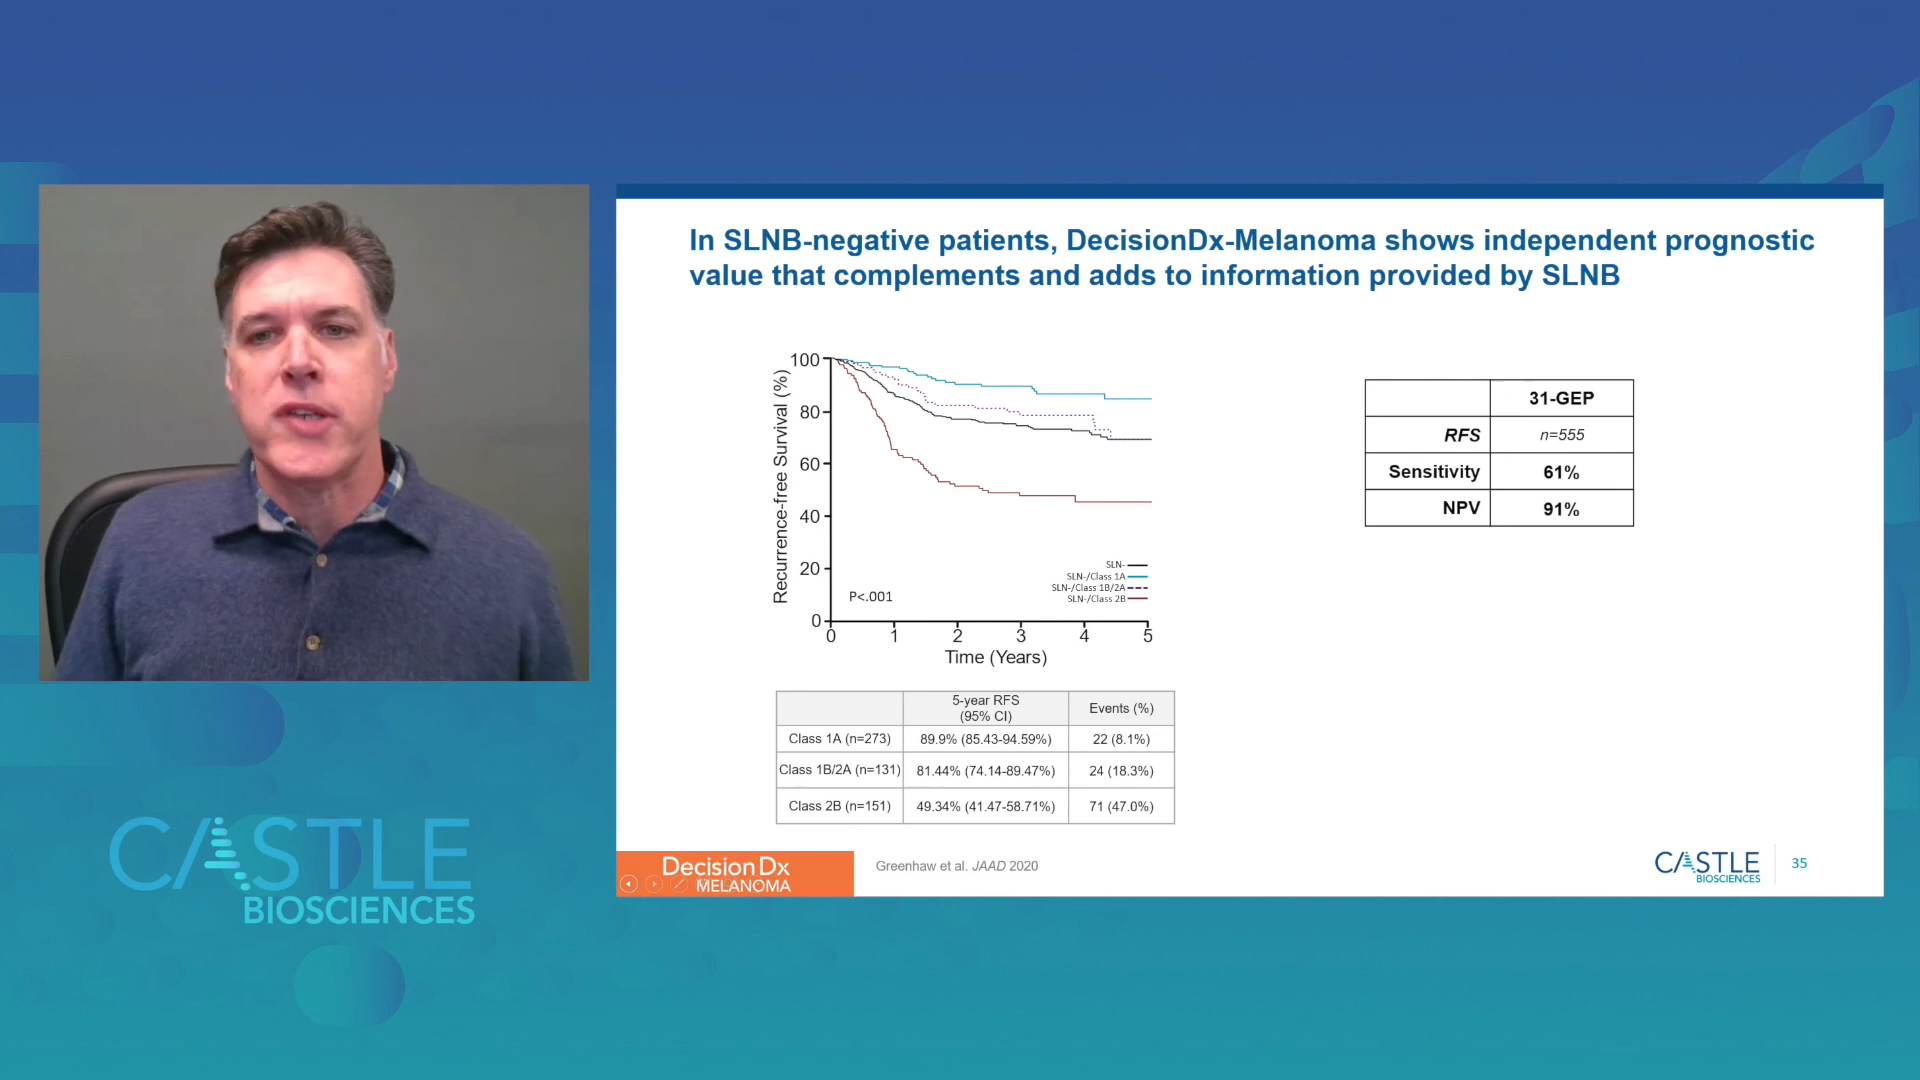 In SLNB-negative patients, DecisionDx-Melanoma shows independent prognostic
value that complements and adds to information provided by SLNB
Recurrence-free Survival (%)
100
80
60
40
20
0
P<.001
SLN-
SLN-/Class 1A
SLN-/Class 1B/2A
SLN-/Class 2B
0 1 2 3 4 5
Time (Years)
31-GEP
RFS n=555
Sensitivity 61%
NPV 91%
5-year RFS
(95% CI)
Events (%)
Class 1A (n=273) 89.9% (85.43-94.59%) 22 (8.1%)
Class 1B/2A (n=131) 81.44% (74.14-89.47%) 24 (18.3%)
Class 2B (n=151) 49.34% (41.47-58.71%) 71 (47.0%)
DecisionDx
MELANOMA
Greenhaw et al. JAAD 2020
CASTLE
BIOSCIENCES
35
CASTLE
BIOSCIENCES